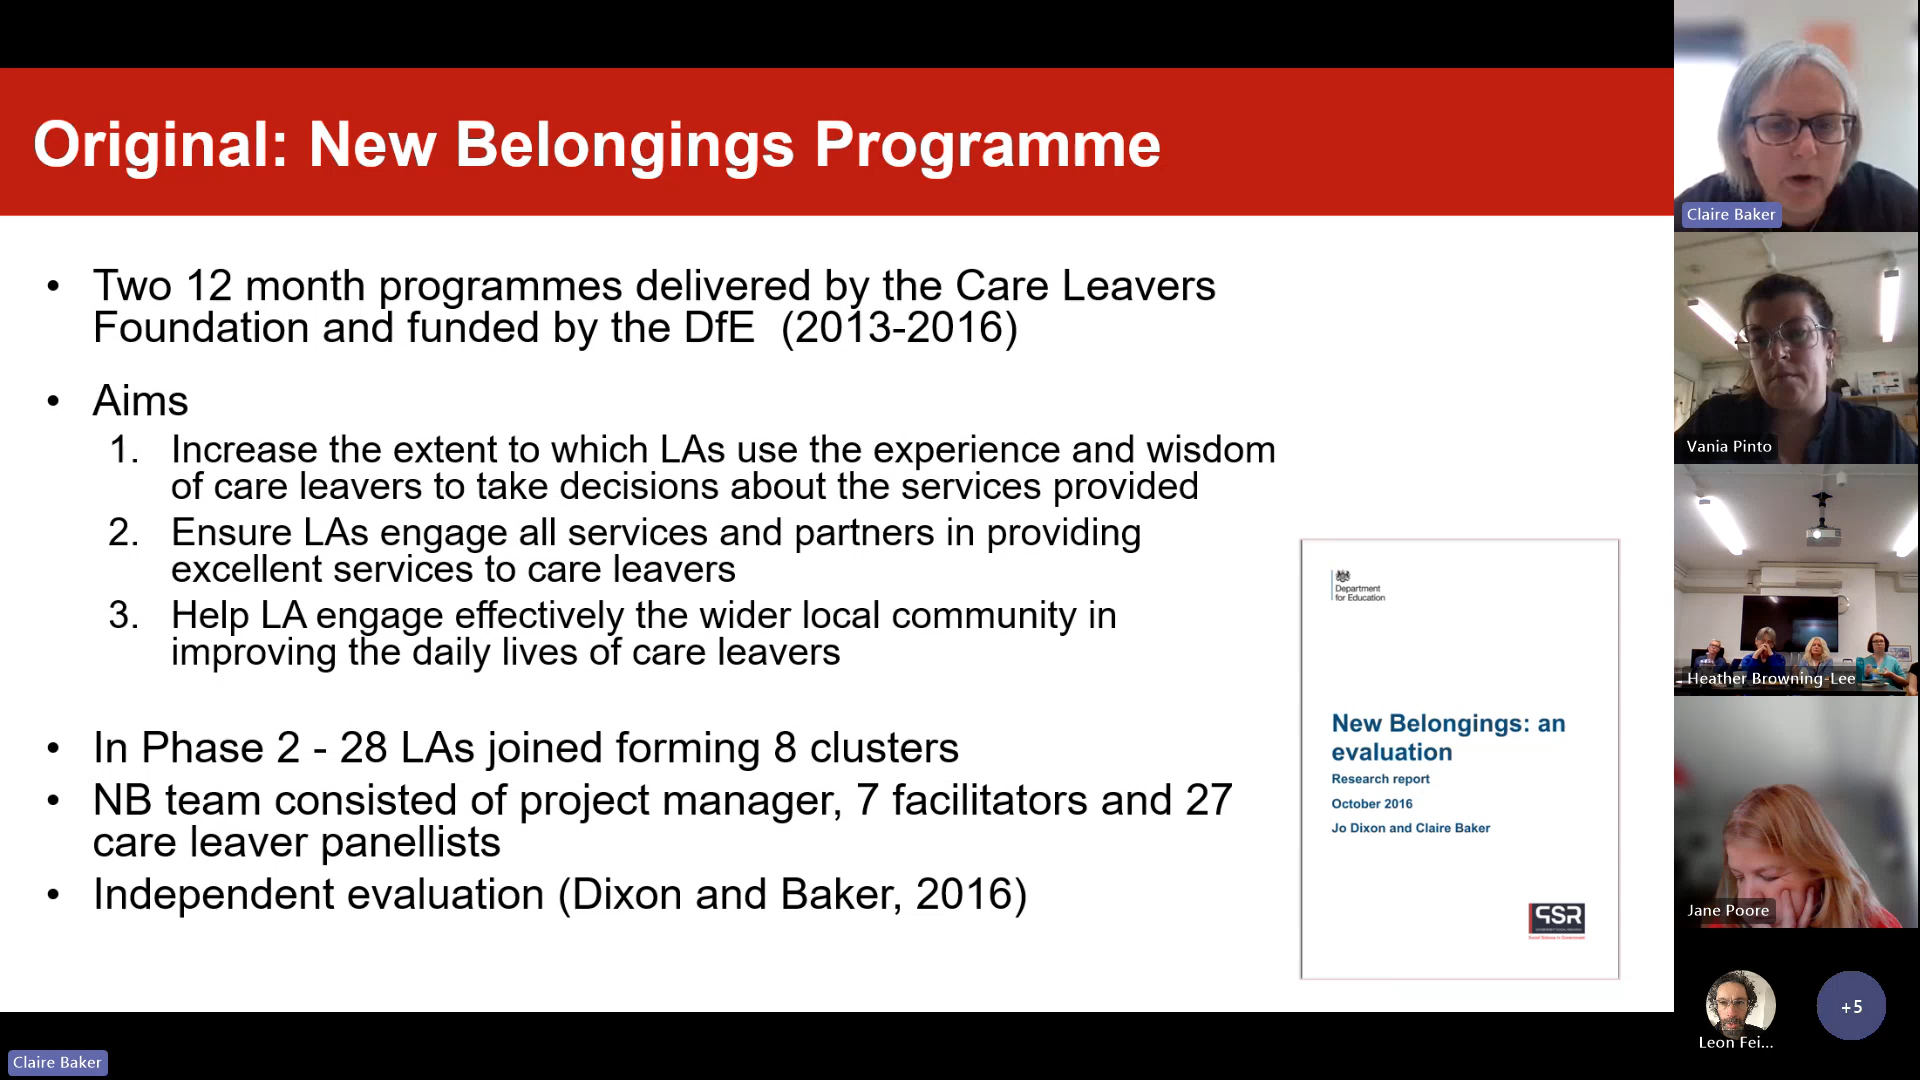 Original: New Belongings Programme
• Two 12 month programmes delivered by the Care Leavers
Foundation and funded by the DfE (2013-2016)
• Aims
1. Increase the extent to which LAs use the experience and wisdom
of care leavers to take decisions about the services provided
2. Ensure LAs engage all services and partners in providing
excellent services to care leavers
3. Help LA engage effectively the wider local community in
improving the daily lives of care leavers
• In Phase 2 - 28 LAs joined forming 8 clusters
• NB team consisted of project manager, 7 facilitators and 27
care leaver panellists
• Independent evaluation (Dixon and Baker, 2016)
Department
for Education
New Belongings: an
evaluation
Research report
October 2016
Jo Dixon and Claire Baker
GSR
Claire Baker
Vania Pinto
Heather Browning-Lee
Jane Poore
Leon Fei...
+5
Claire Baker